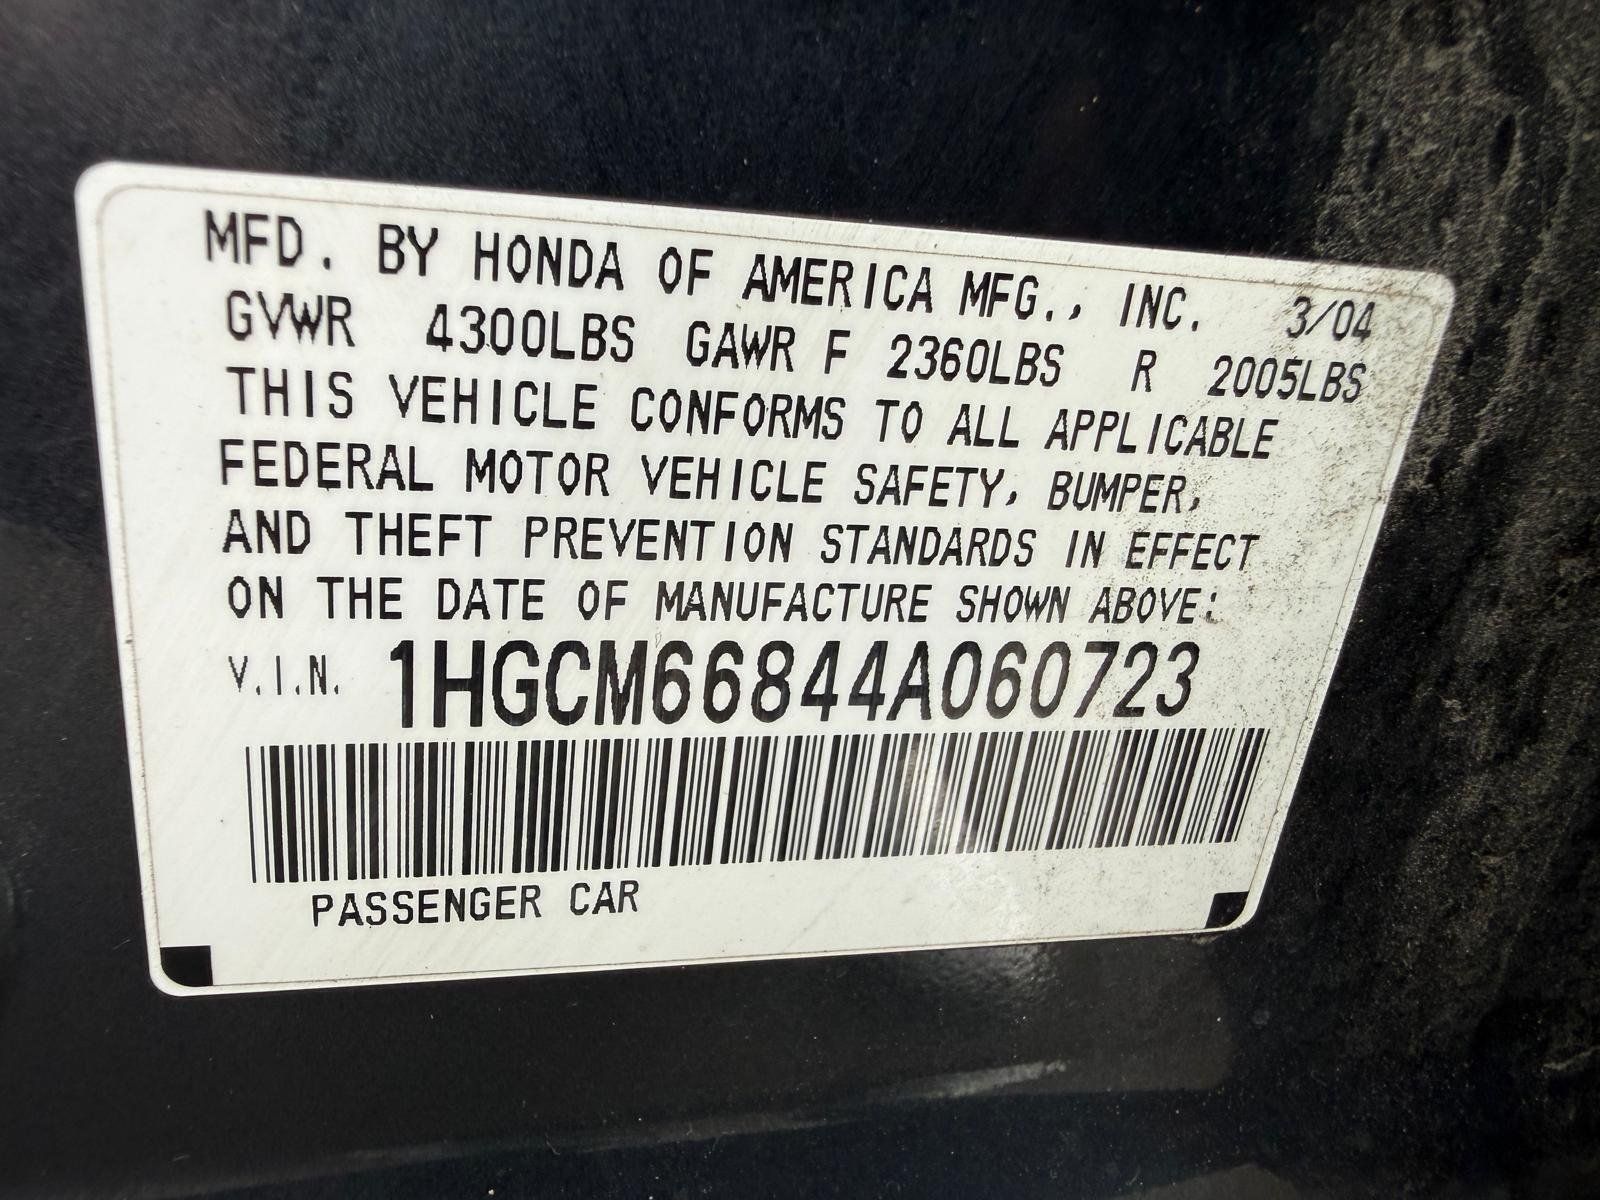 MFD. BY HONDA OF AMERICA MFG., INC. 3/04
GVWR 4300LBS GAWR F 2360LBS R 2005LBS
THIS VEHICLE CONFORMS TO ALL APPLICABLE
FEDERAL MOTOR VEHICLE SAFETY, BUMPER,
AND THEFT PREVENTION STANDARDS IN EFFECT
ON THE DATE OF MANUFACTURE SHOWN ABOVE:
V.I.N. 1HGCM66844A060723
PASSENGER CAR